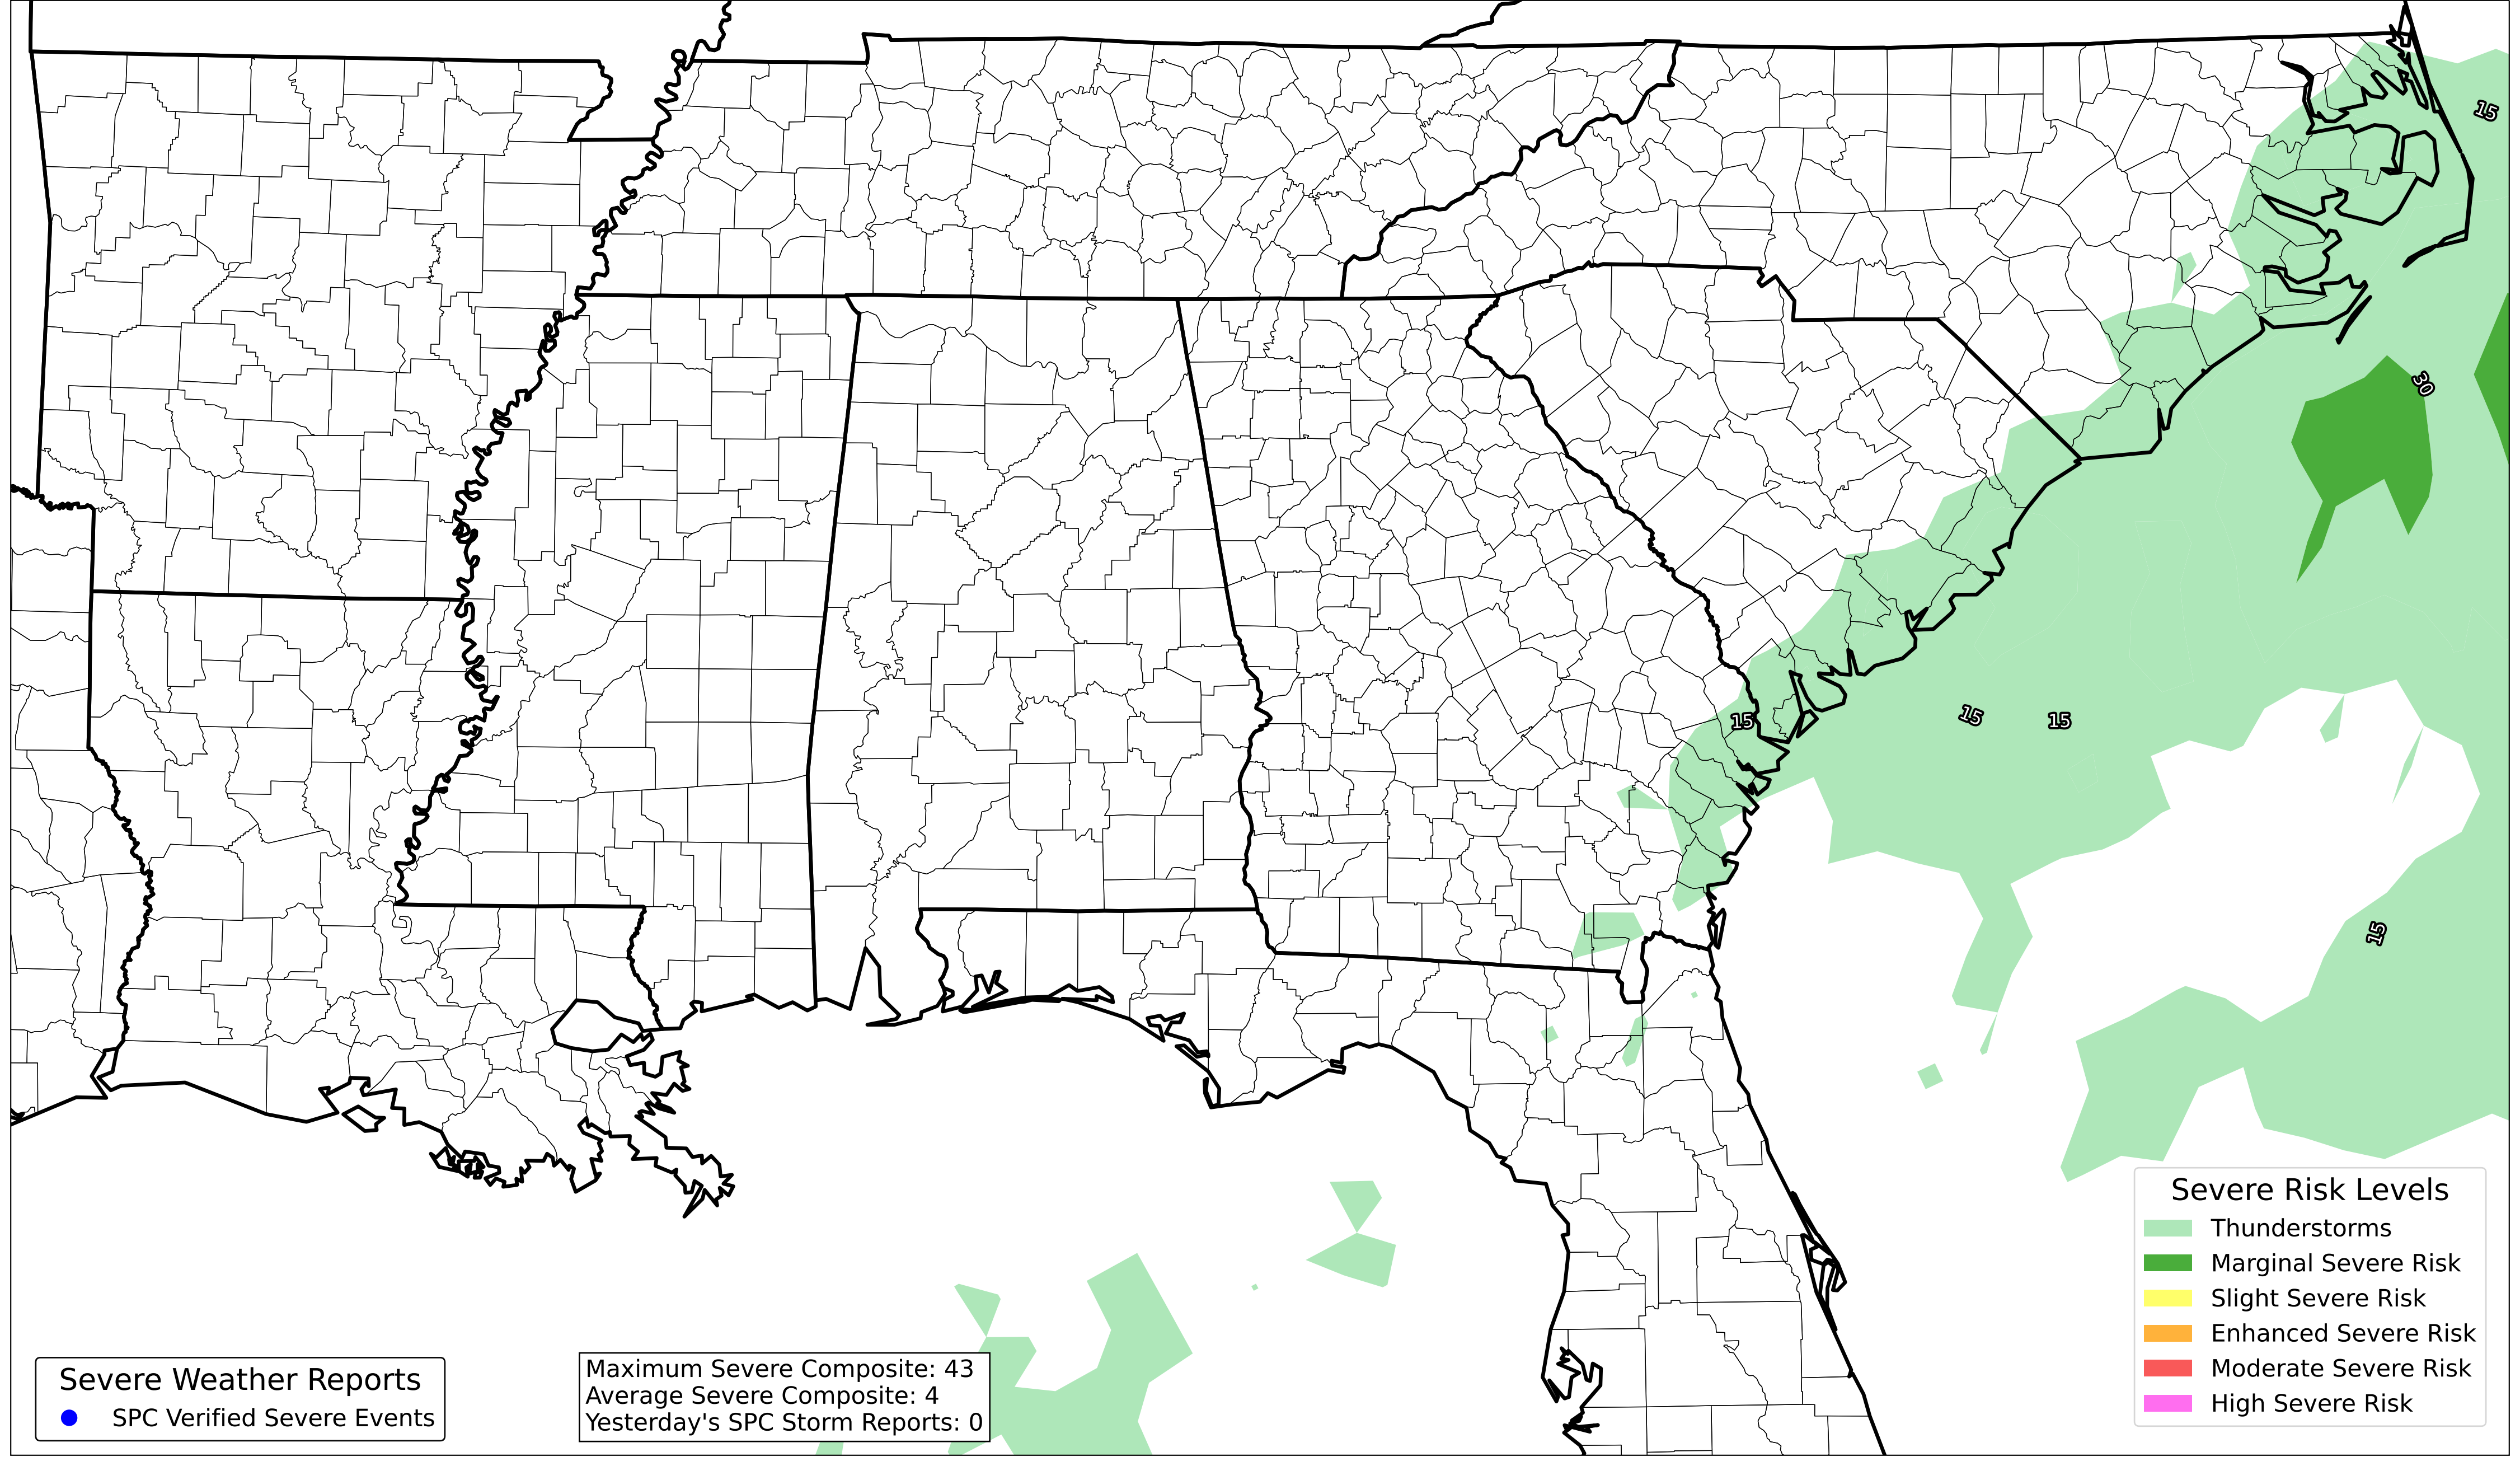 15
30
15
15
15
15
Severe Risk Levels
Thunderstorms
Marginal Severe Risk
Slight Severe Risk
Enhanced Severe Risk
Moderate Severe Risk
High Severe Risk
Severe Weather Reports
SPC Verified Severe Events
Maximum Severe Composite: 43
Average Severe Composite: 4
Yesterday's SPC Storm Reports: 0